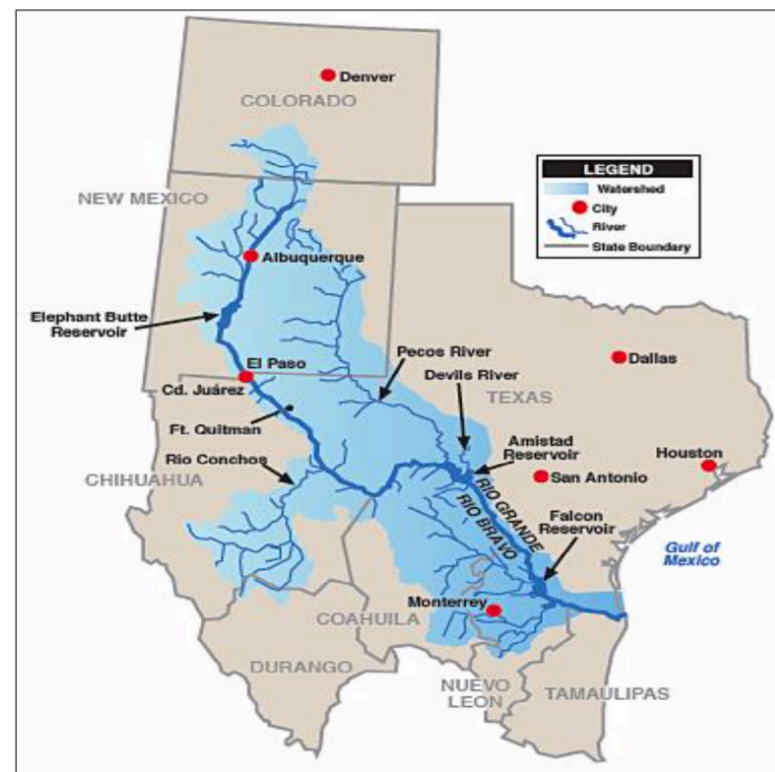 Denver
COLORADO
NEW MEXICO
LEGEND
Watershed
City
River
State Boundary
Albuquerque
Elephant Butte
Reservoir
El Paso
Cd. Juárez
Pecos River
Devils River
Dallas
TEXAS
Ft. Quitman
Amistad
Reservoir
Rio Conchos
CHIHUAHUA
Houston
San Antonio
RIO GRANDE
RIO BRAVO
Falcon
Reservoir
Gulf of
Mexico
Monterrey
COAHUILA
DURANGO
NUEVO
LEON
TAMAULIPAS